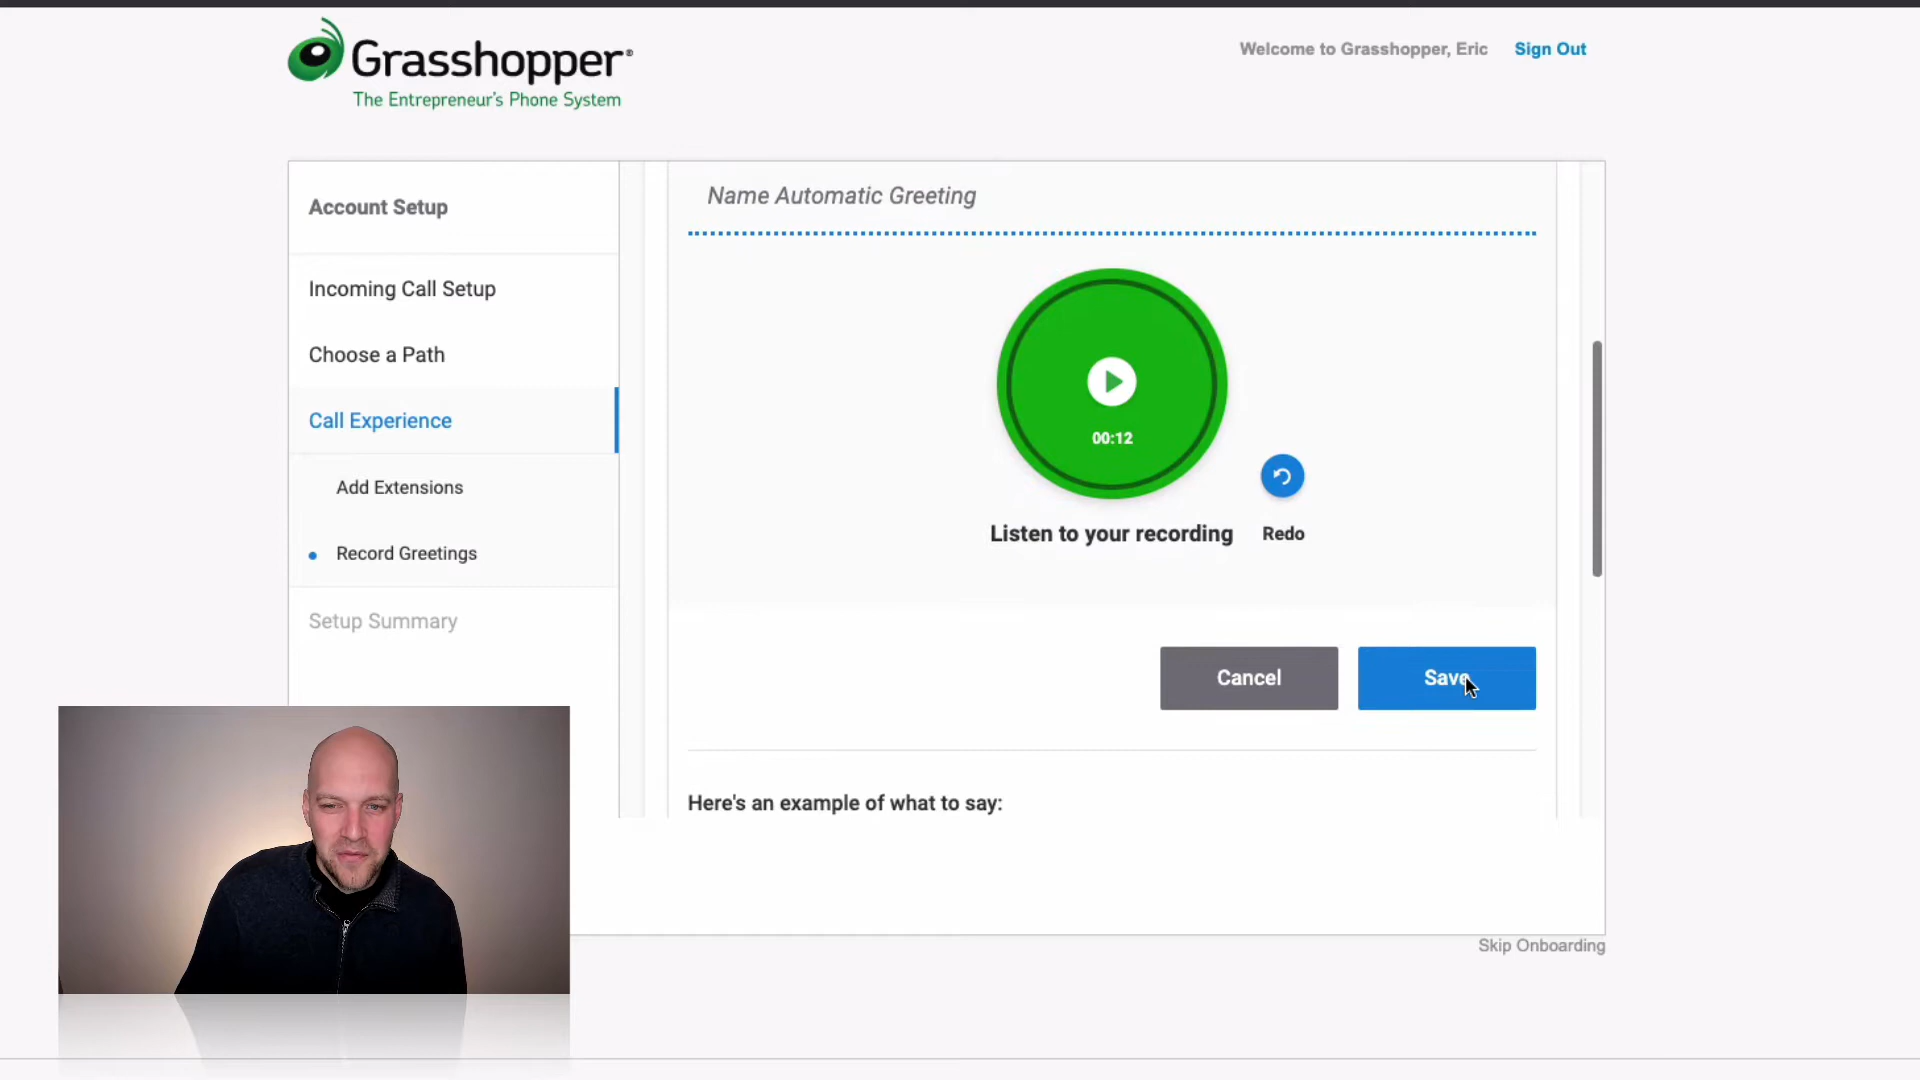 Grasshopper®
The Entrepreneur's Phone System
Welcome to Grasshopper, Eric
Sign Out
Account Setup
Incoming Call Setup
Choose a Path
Call Experience
Add Extensions
Record Greetings
Setup Summary
Name Automatic Greeting
00:12
Listen to your recording
Redo
Cancel
Save
Here's an example of what to say:
Skip Onboarding